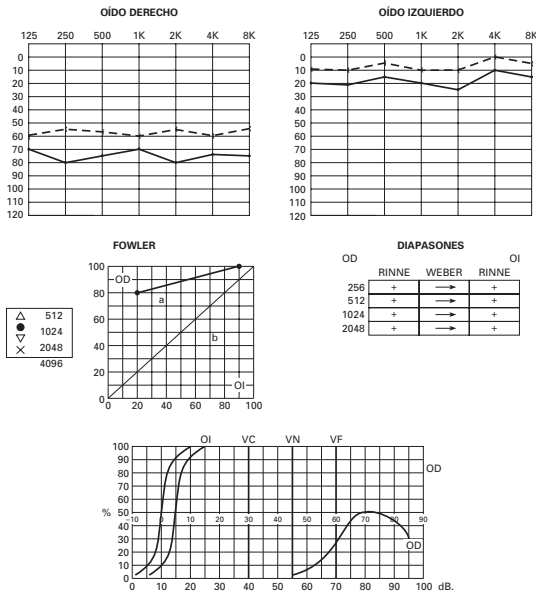 OÍDO DERECHO
125 250 500 1K 2K 4K 8K
0
10
20
30
40
50
60
70
80
90
100
110
120
OÍDO IZQUIERDO
125 250 500 1K 2K 4K 8K
0
10
20
30
40
50
60
70
80
90
100
110
120
FOWLER
100
80
60
40
20
0
OD
a
b
OI
20 40 60 80 100
△ 512
● 1024
▽ 2048
× 4096
DIAPASONES
OD OI
RINNE WEBER RINNE
256 + → +
512 + → +
1024 + → +
2048 + → +
OI VC VN VF
100
90
80
70
60
50
40
30
20
10
0
%
OD
-10 0 10 20 30 40 50 60 70 80 90
OD
0 10 20 30 40 50 60 70 80 90 100 dB.